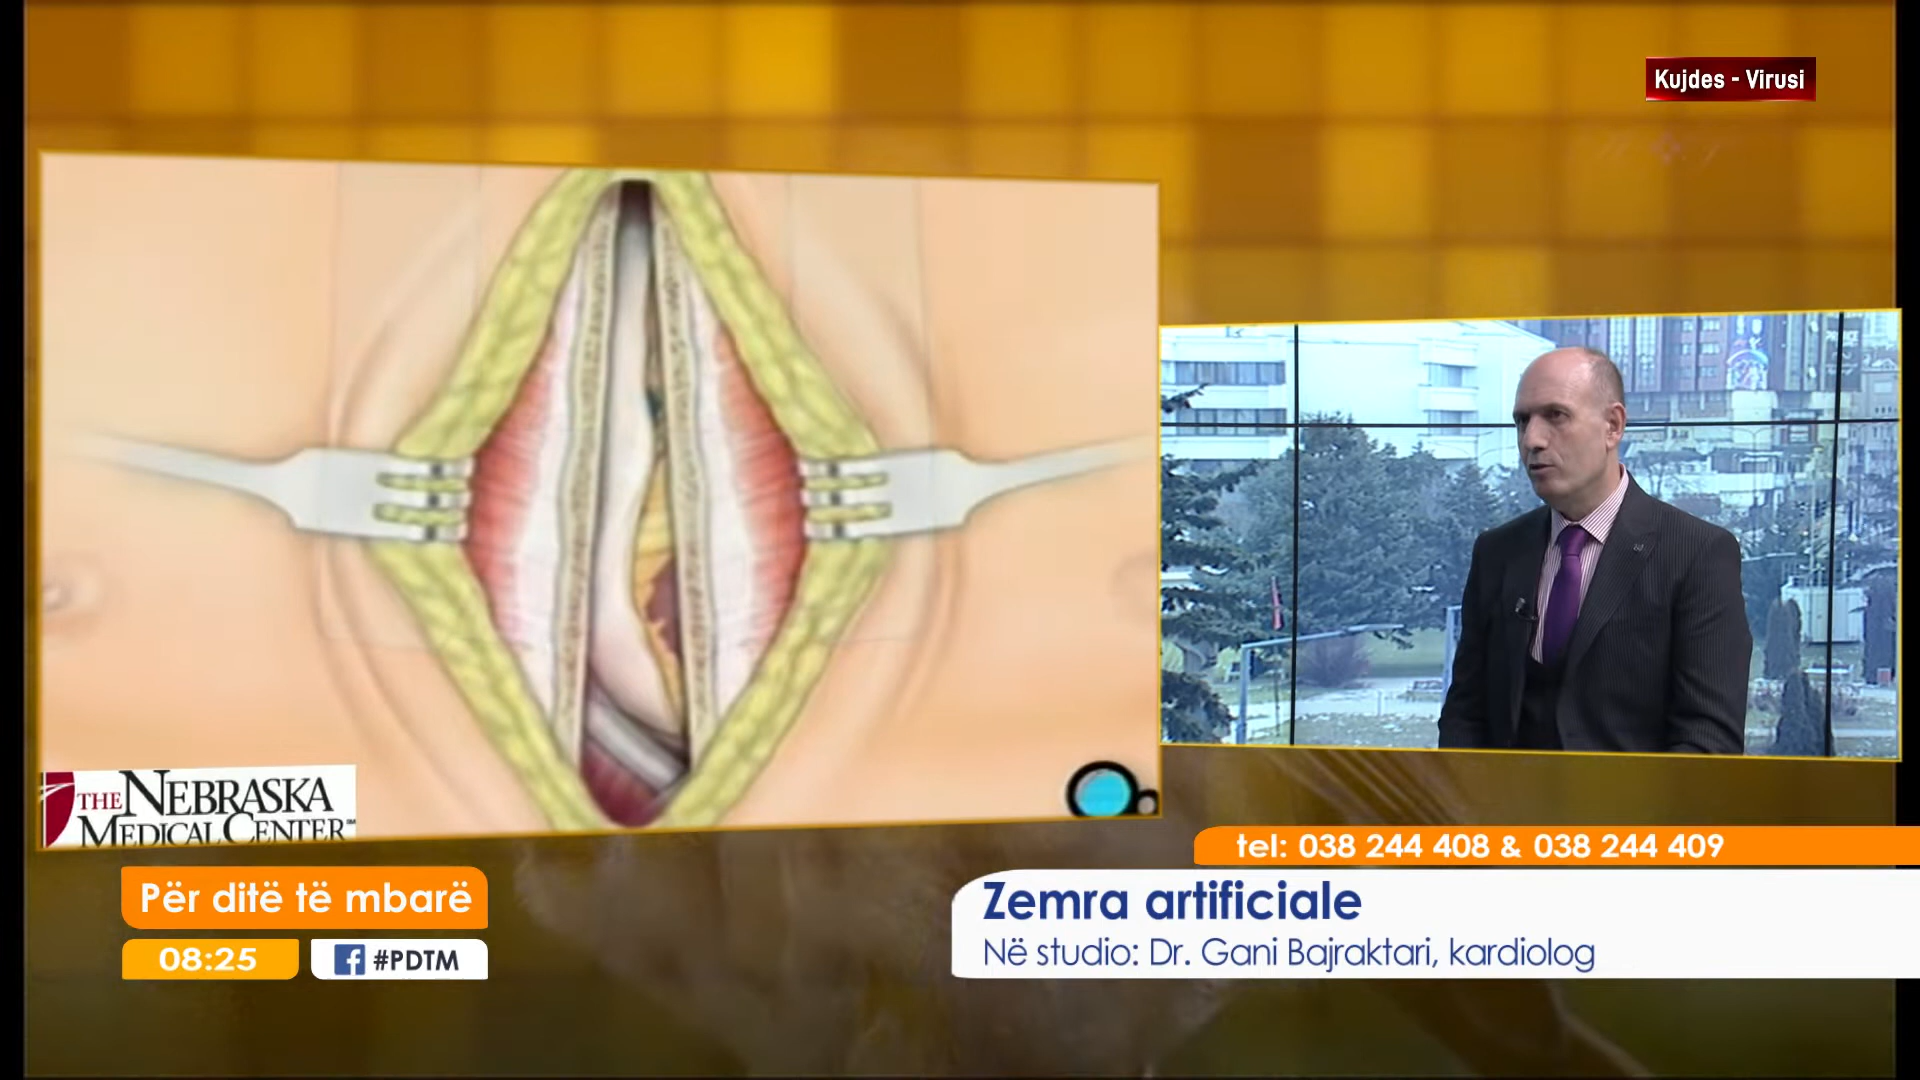 Kujdes - Virusi
THE NEBRASKA
MEDICAL CENTER
tel: 038 244 408 & 038 244 409
Për ditë të mbarë
Zemra artificiale
Në studio: Dr. Gani Bajraktari, kardiolog
08:25
#PDTM